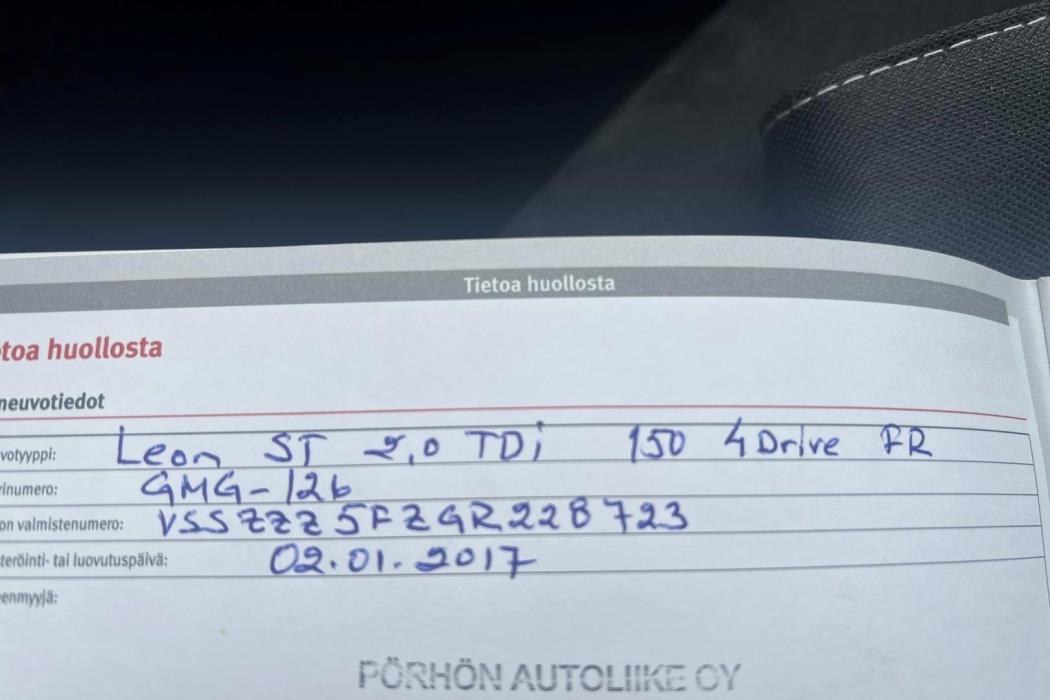 Tietoa huollosta
toa huollosta
neuvotiedot
votyyppi: Leon ST 2,0 TDi 150 4Drive FR
rinumero: GMG-126
on valmistenumero: VSSZZZ5FZGR228723
teröinti- tai luovutuspäivä: 02.01.2017
enmyyjä:
PÖRHÖN AUTOLIIKE OY